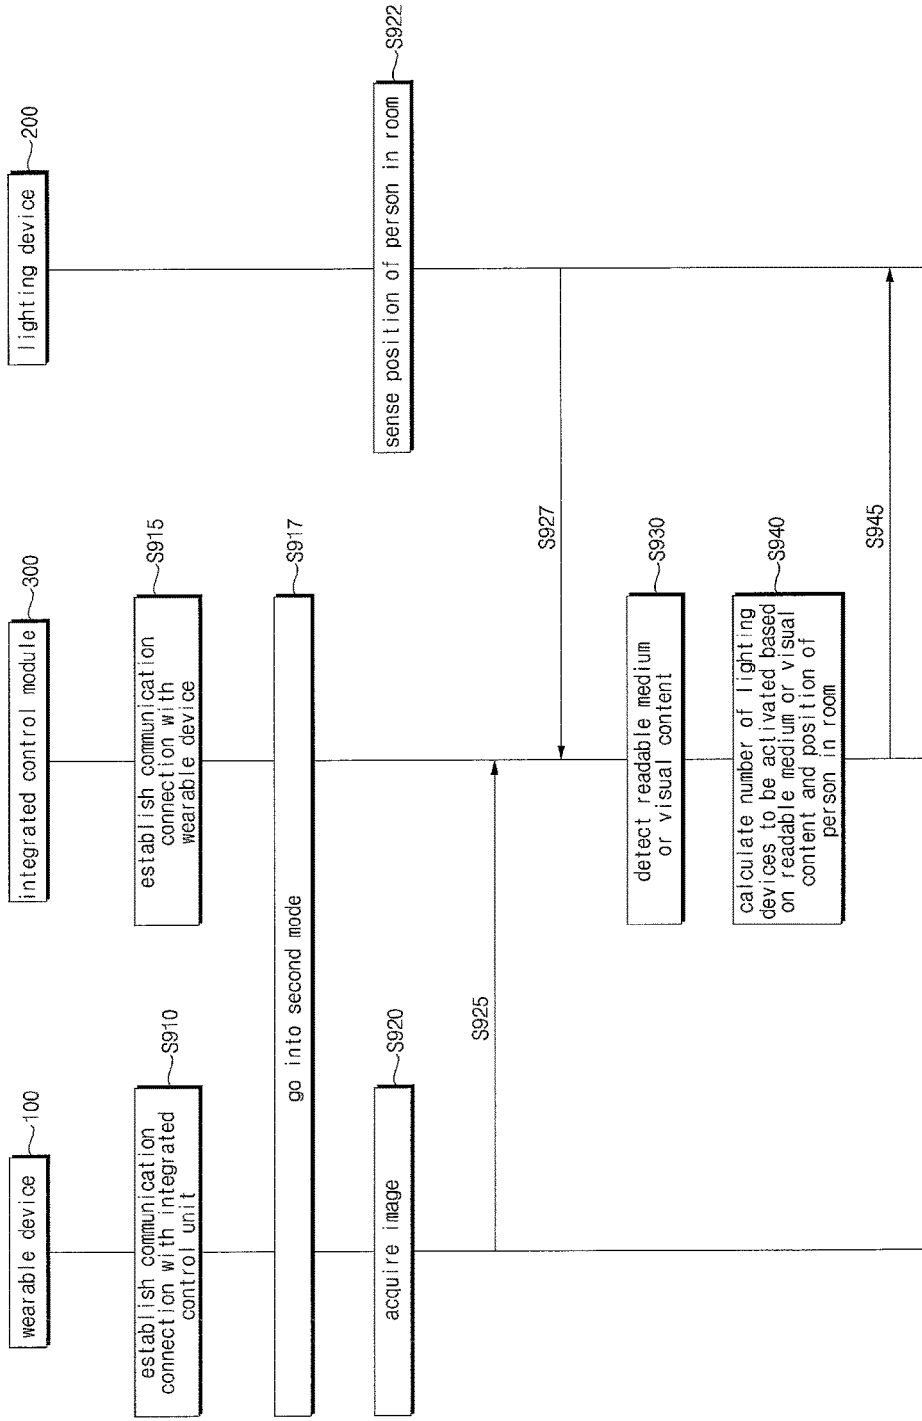 wearable device
100
integrated control module
300
lighting device
200
establish communication
connection with integrated
control unit
S910
establish communication
connection with
wearable device
S915
go into second mode
S917
acquire image
S920
sense position of person in room
S922
S925
S927
detect readable medium
or visual content
S930
calculate number of lighting
devices to be activated based
on readable medium or visual
content and position of
person in room
S940
S945